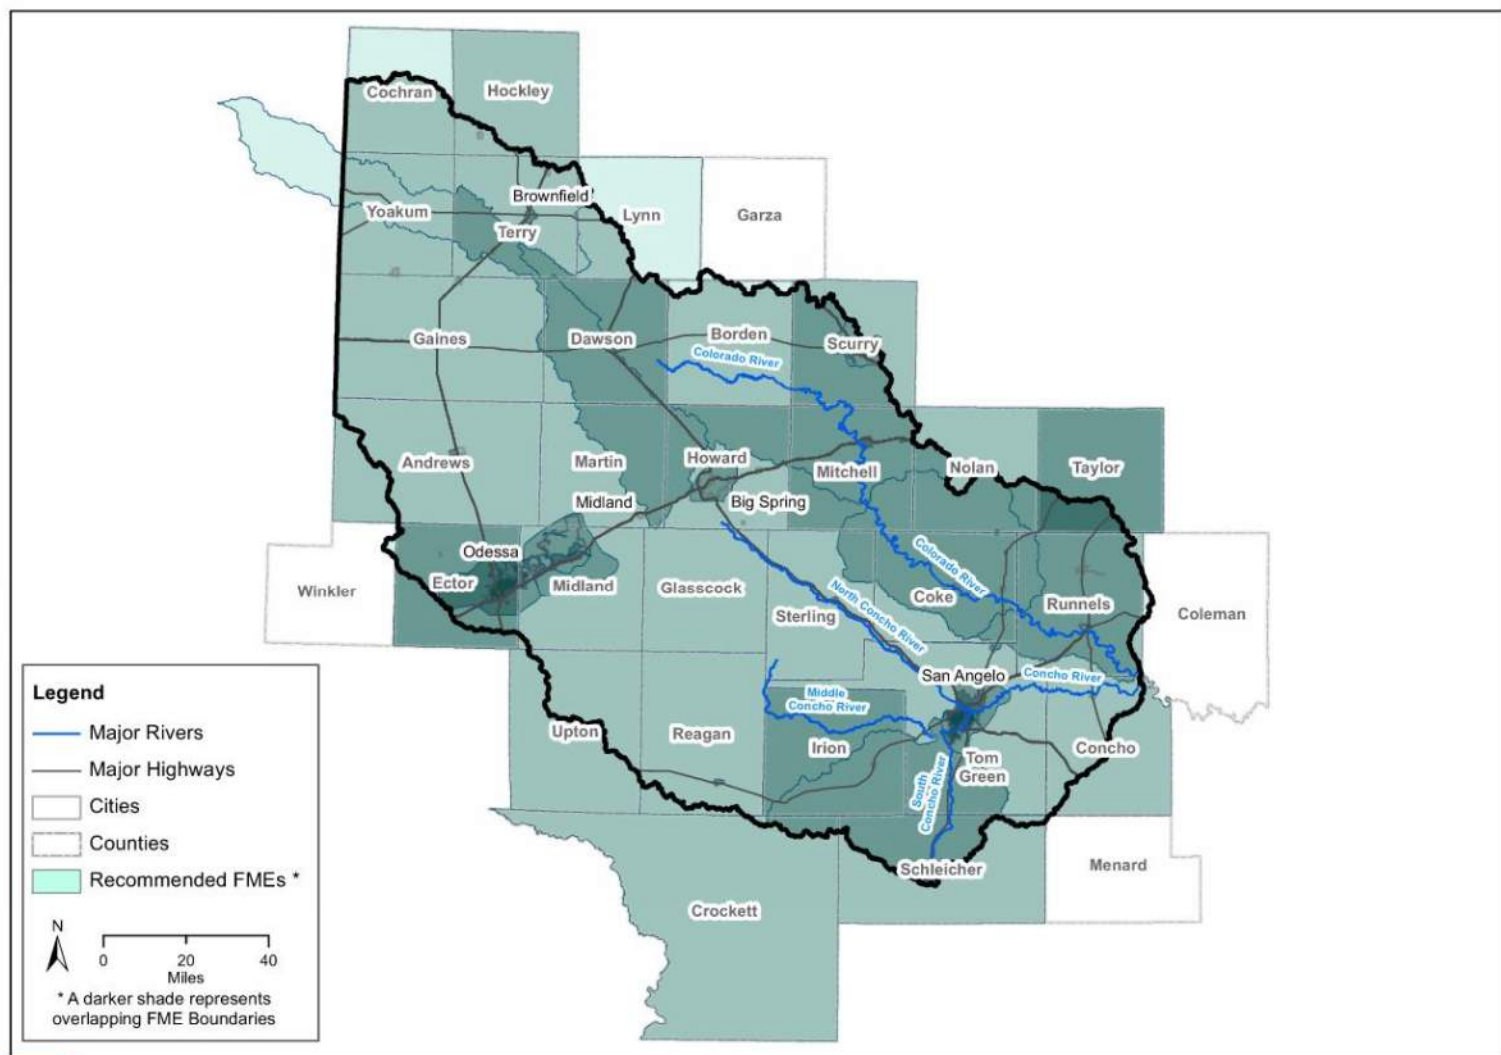 Cochran
Hockley
Brownfield
Yoakum
Terry
Lynn
Garza
Gaines
Dawson
Borden
Scurry
Colorado River
Andrews
Martin
Howard
Mitchell
Nolan
Taylor
Midland
Big Spring
Odessa
Winkler
Ector
Midland
Glasscock
Sterling
North Concho River
Coke
Colorado River
Runnels
Coleman
San Angelo
Concho River
Middle
Concho River
Upton
Reagan
Irion
Tom
Green
Concho
South
Concho River
Schleicher
Menard
Crockett
Legend
Major Rivers
Major Highways
Cities
Counties
Recommended FMEs *
N
0 20 40
Miles
* A darker shade represents
overlapping FME Boundaries